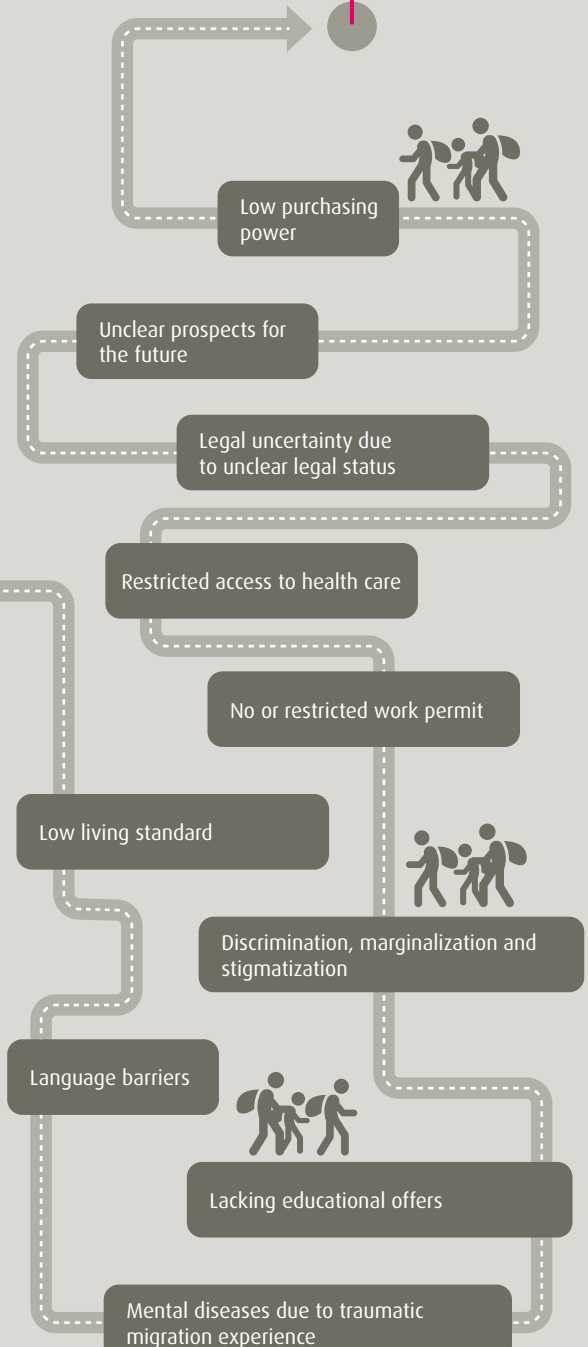 Low purchasing
power
Unclear prospects for
the future
Legal uncertainty due
to unclear legal status
Restricted access to health care
No or restricted work permit
Low living standard
Discrimination, marginalization and
stigmatization
Language barriers
Lacking educational offers
Mental diseases due to traumatic
migration experience